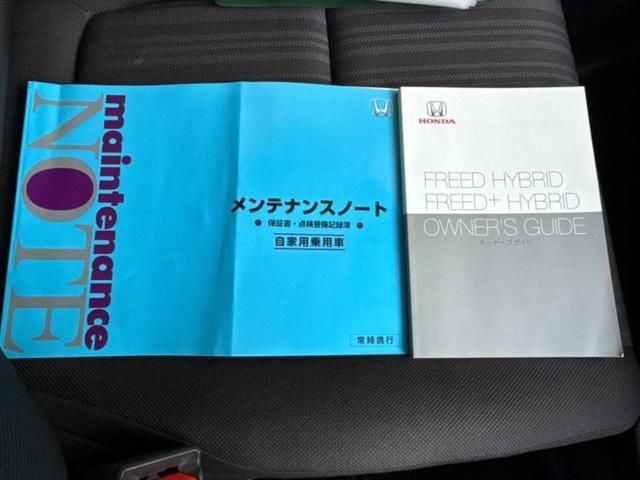 maintenance
NOTE
メンテナンスノート
● 保証書・点検整備記録簿 ●
自家用乗用車
常時携行
HONDA
FREED HYBRID
FREED+ HYBRID
OWNER'S GUIDE
オーナーズガイド